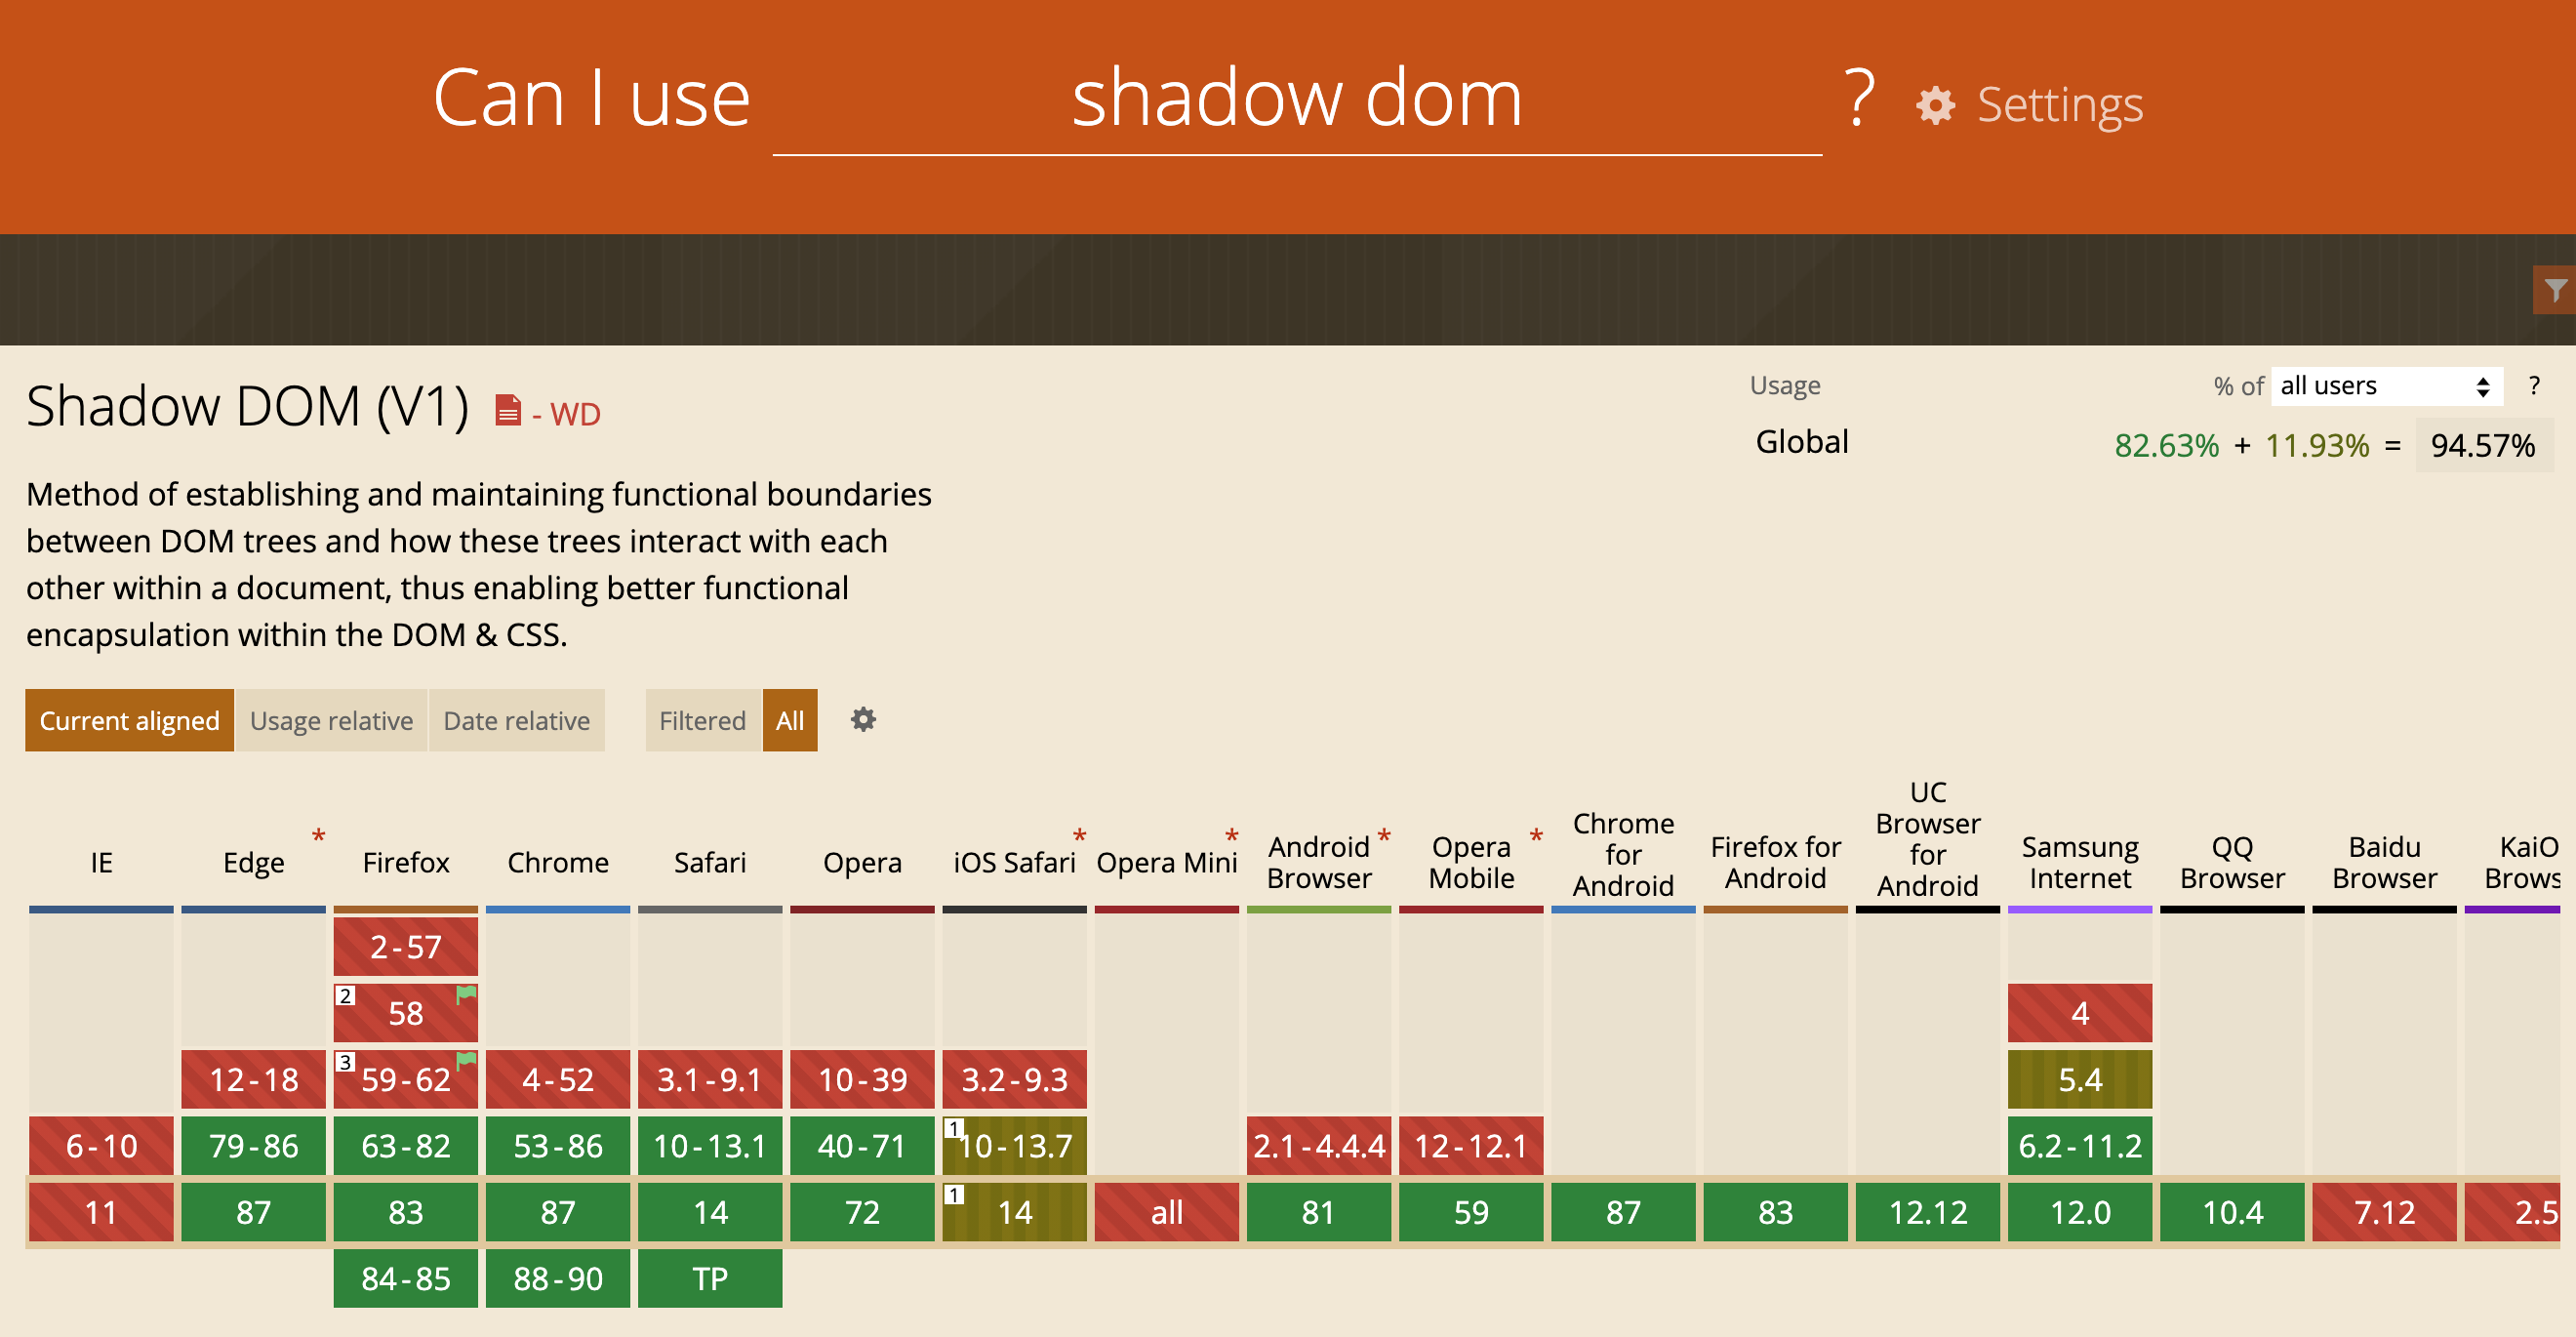 Can I use shadow dom ? Settings
Shadow DOM (V1) - WD
Usage % of all users ?
Global 82.63% + 11.93% = 94.57%
Method of establishing and maintaining functional boundaries
between DOM trees and how these trees interact with each
other within a document, thus enabling better functional
encapsulation within the DOM & CSS.
Current aligned Usage relative Date relative Filtered All
IE Edge * Firefox Chrome Safari Opera iOS Safari * Opera Mini * Android Browser * Opera Mobile * Chrome for Android Firefox for Android UC Browser for Android Samsung Internet QQ Browser Baidu Browser KaiO Brows
2-57
2 58 4
12-18 3 59-62 4-52 3.1-9.1 10-39 3.2-9.3 5.4
6-10 79-86 63-82 53-86 10-13.1 40-71 1 10-13.7 2.1-4.4.4 12-12.1 6.2-11.2
11 87 83 87 14 72 1 14 all 81 59 87 83 12.12 12.0 10.4 7.12 2.5
84-85 88-90 TP